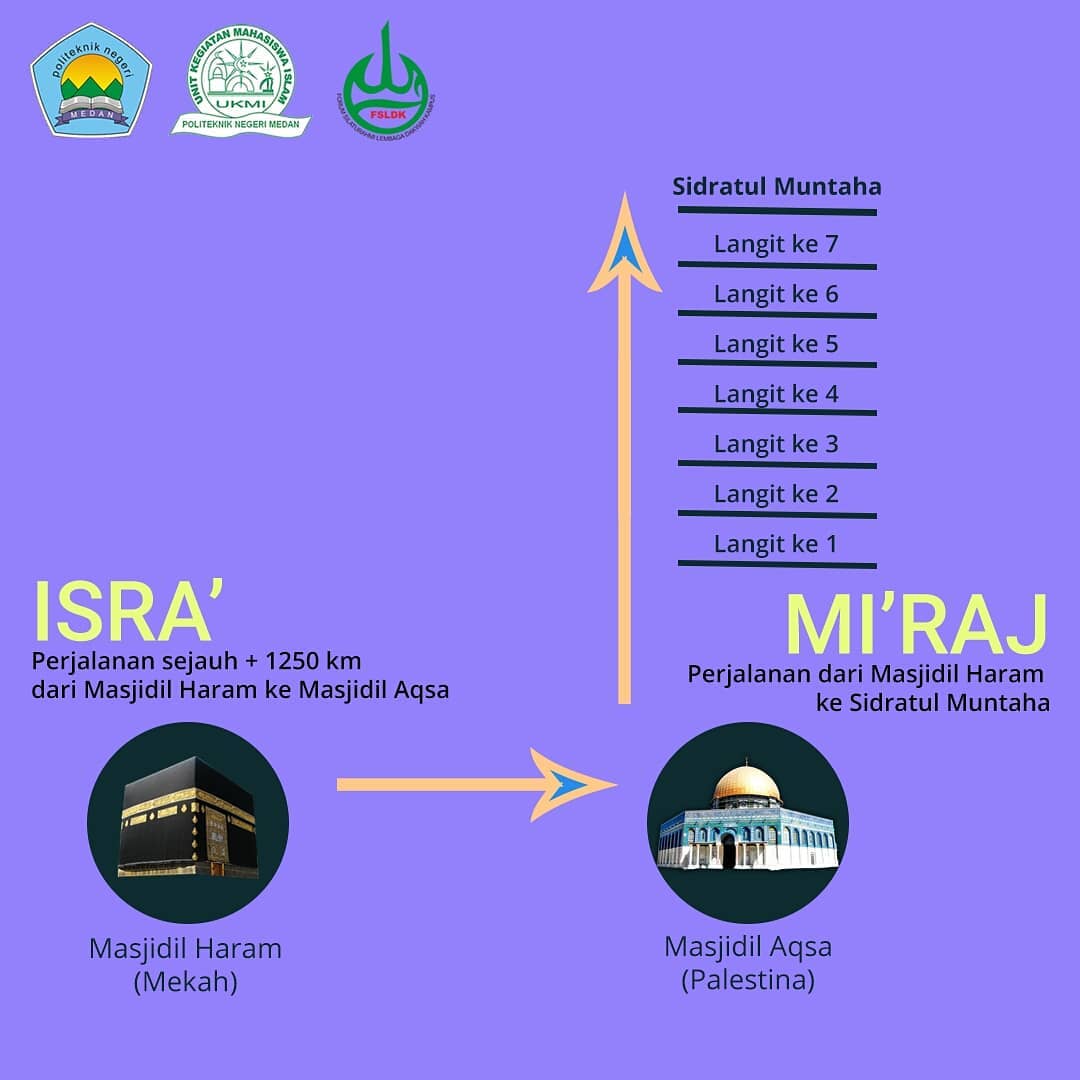 politeknik negeri
MEDAN
UNIT KEGIATAN MAHASISWA ISLAM
UKMI
POLITEKNIK NEGERI MEDAN
FSLDK
FORUM SILATURAHMI LEMBAGA DAKWAH KAMPUS
Sidratul Muntaha
Langit ke 7
Langit ke 6
Langit ke 5
Langit ke 4
Langit ke 3
Langit ke 2
Langit ke 1
ISRA’
Perjalanan sejauh + 1250 km
dari Masjidil Haram ke Masjidil Aqsa
MI’RAJ
Perjalanan dari Masjidil Haram
ke Sidratul Muntaha
Masjidil Haram
(Mekah)
Masjidil Aqsa
(Palestina)